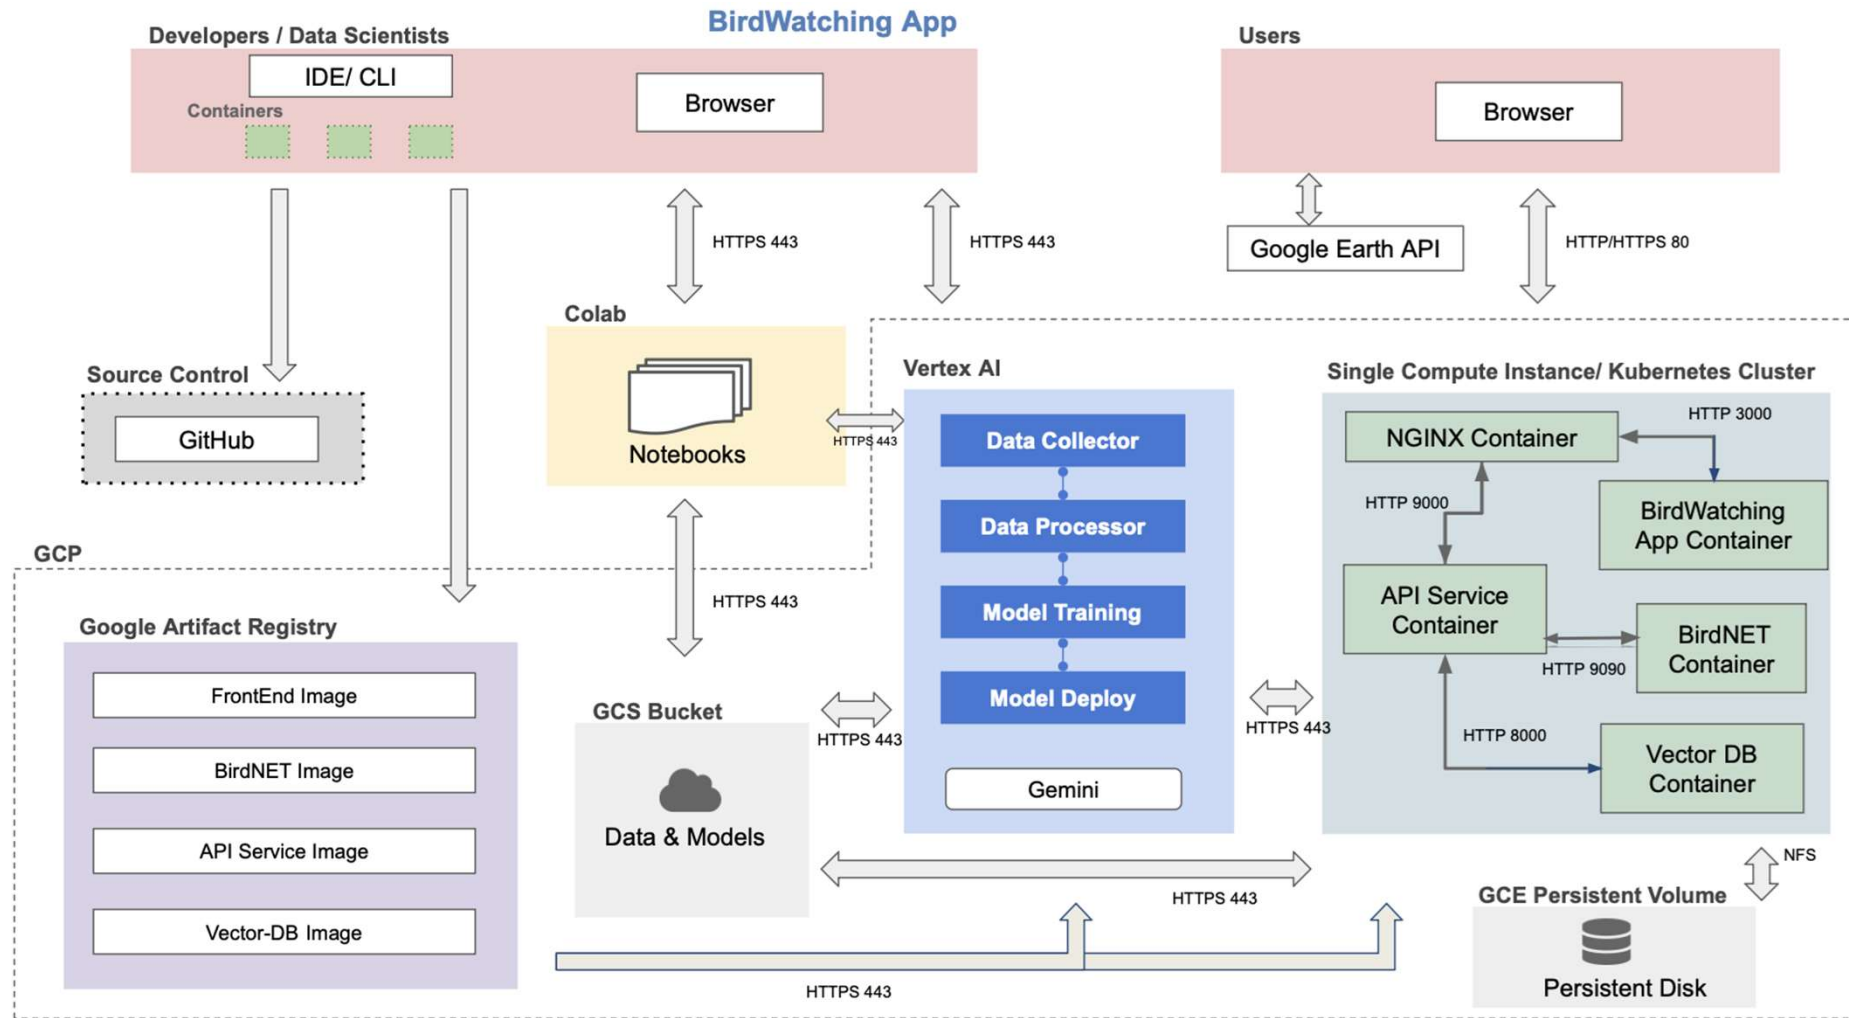 BirdWatching App
Developers / Data Scientists
Users
IDE/ CLI
Containers
Browser
Browser
HTTPS 443
HTTPS 443
Google Earth API
HTTP/HTTPS 80
Colab
Notebooks
HTTPS 443
Source Control
GitHub
Vertex AI
Data Collector
Data Processor
Model Training
Model Deploy
Gemini
Single Compute Instance/ Kubernetes Cluster
HTTP 3000
NGINX Container
HTTP 9000
BirdWatching
App Container
API Service
Container
BirdNET
Container
HTTP 9090
HTTP 8000
Vector DB
Container
GCP
HTTPS 443
Google Artifact Registry
FrontEnd Image
BirdNET Image
API Service Image
Vector-DB Image
GCS Bucket
Data & Models
HTTPS 443
HTTPS 443
HTTPS 443
NFS
GCE Persistent Volume
Persistent Disk
HTTPS 443